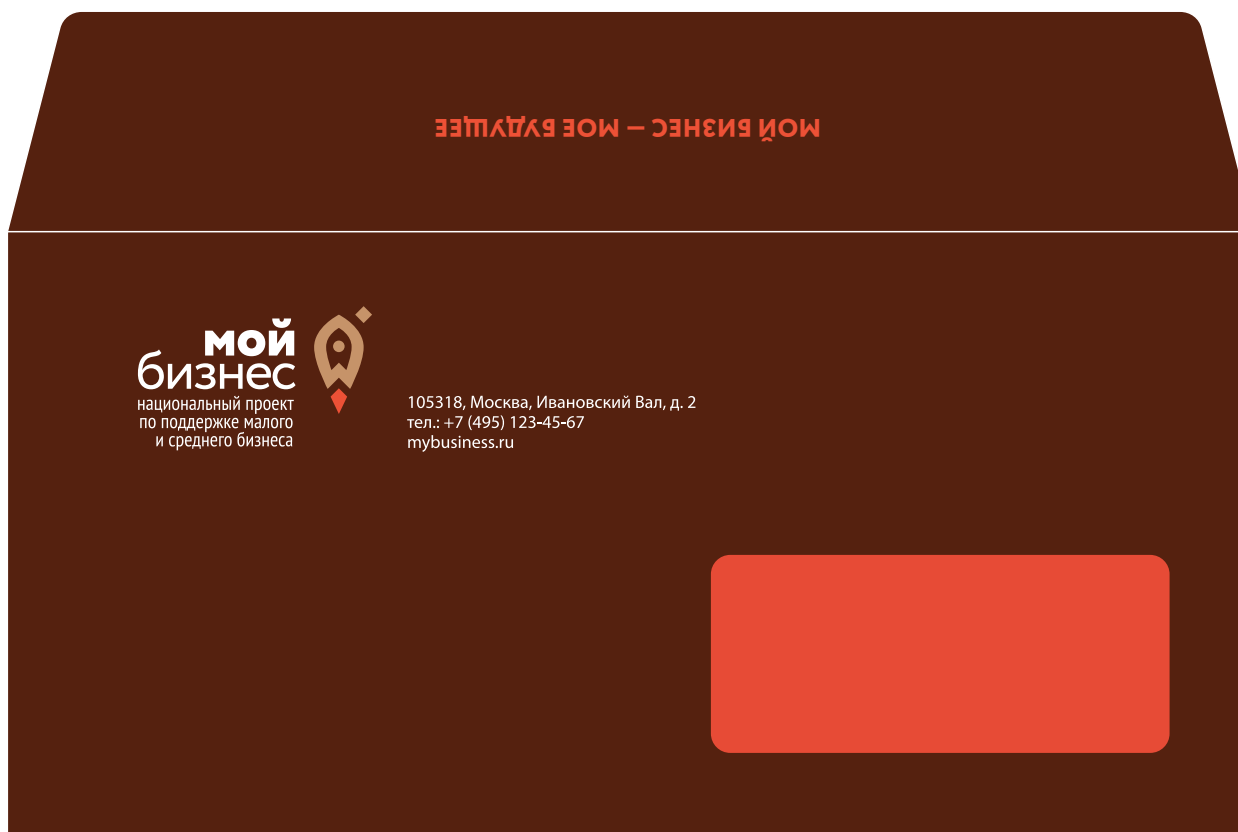 МОЙ БИЗНЕС – МОЕ БУДУЩЕЕ
мой
бизнес
национальный проект
по поддержке малого
и среднего бизнеса
105318, Москва, Ивановский Вал, д. 2
тел.: +7 (495) 123-45-67
mybusiness.ru